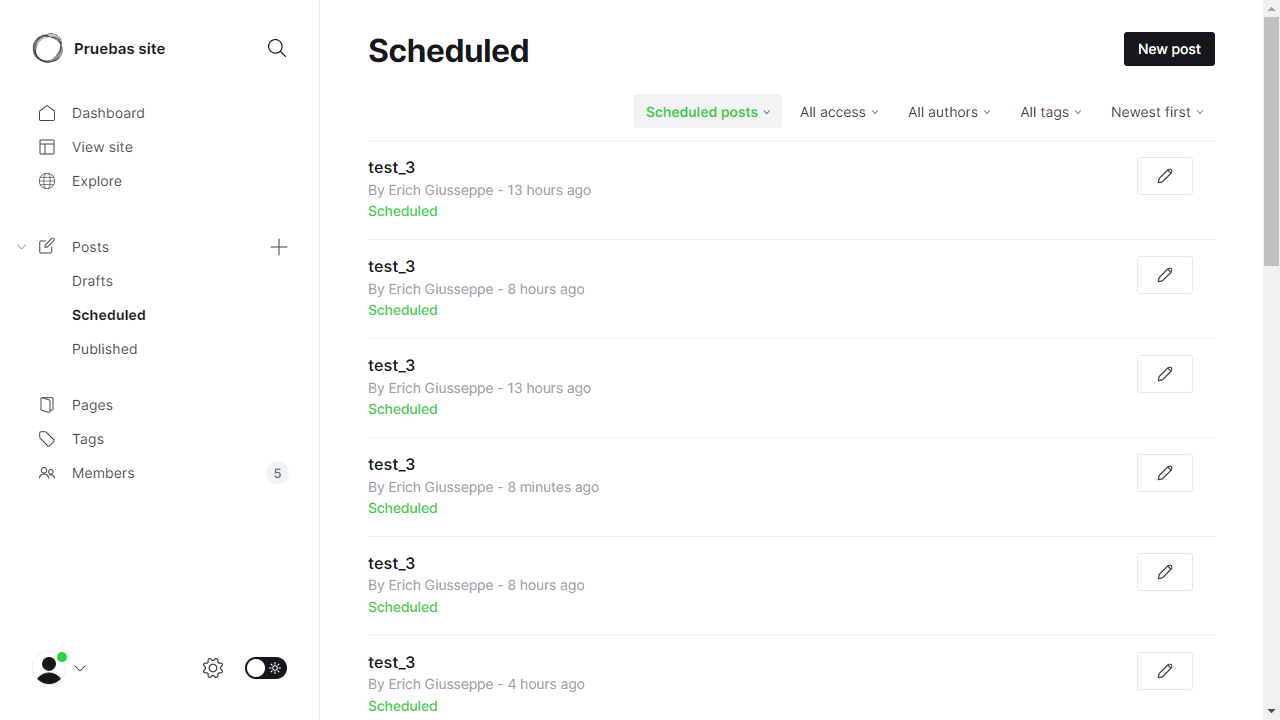 Pruebas site
Dashboard
View site
Explore
Posts
Drafts
Scheduled
Published
Pages
Tags
Members 5
Scheduled
New post
Scheduled posts All access All authors All tags Newest first
test_3
By Erich Giusseppe - 13 hours ago
Scheduled
test_3
By Erich Giusseppe - 8 hours ago
Scheduled
test_3
By Erich Giusseppe - 13 hours ago
Scheduled
test_3
By Erich Giusseppe - 8 minutes ago
Scheduled
test_3
By Erich Giusseppe - 8 hours ago
Scheduled
test_3
By Erich Giusseppe - 4 hours ago
Scheduled